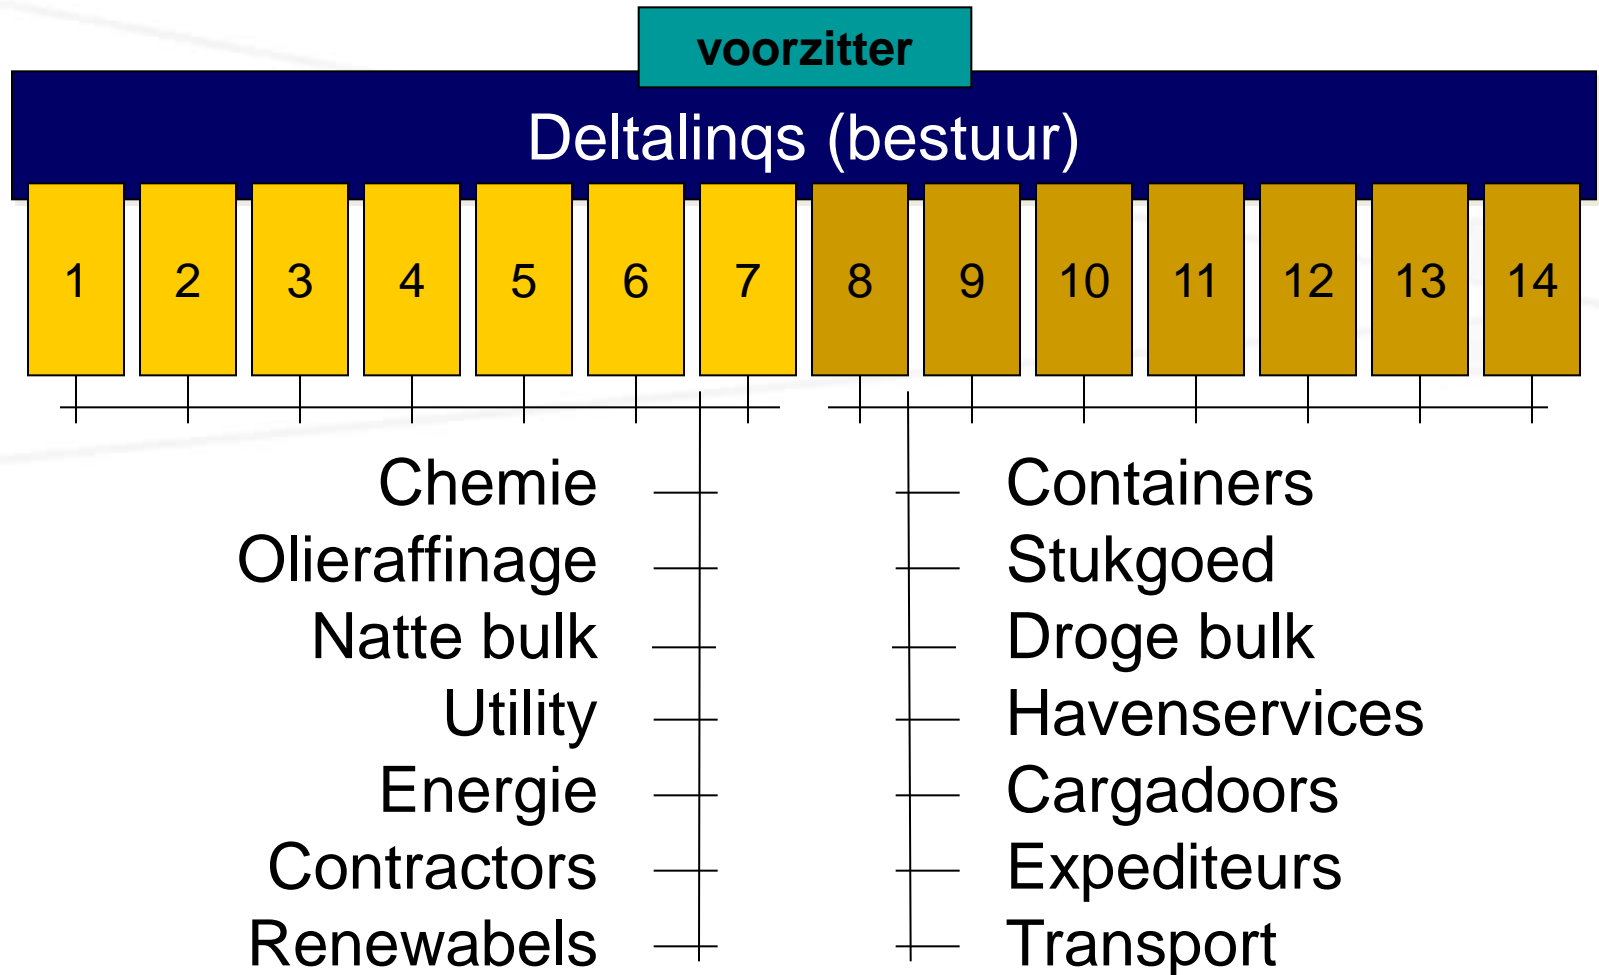 voorzitter
Deltalinqs (bestuur)
1 2 3 4 5 6 7 8 9 10 11 12 13 14
Chemie
Olieraffinage
Natte bulk
Utility
Energie
Contractors
Renewabels
Containers
Stukgoed
Droge bulk
Havenservices
Cargadoors
Expediteurs
Transport